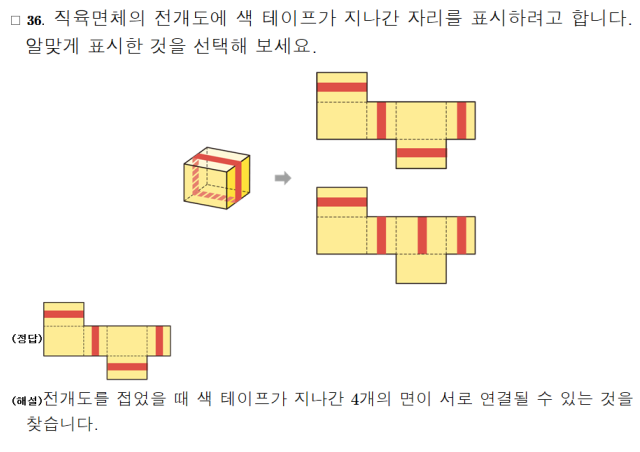 □ 36. 직육면체의 전개도에 색 테이프가 지나간 자리를 표시하려고 합니다.
알맞게 표시한 것을 선택해 보세요.
(정답)
(해설)전개도를 접었을 때 색 테이프가 지나간 4개의 면이 서로 연결될 수 있는 것을
찾습니다.